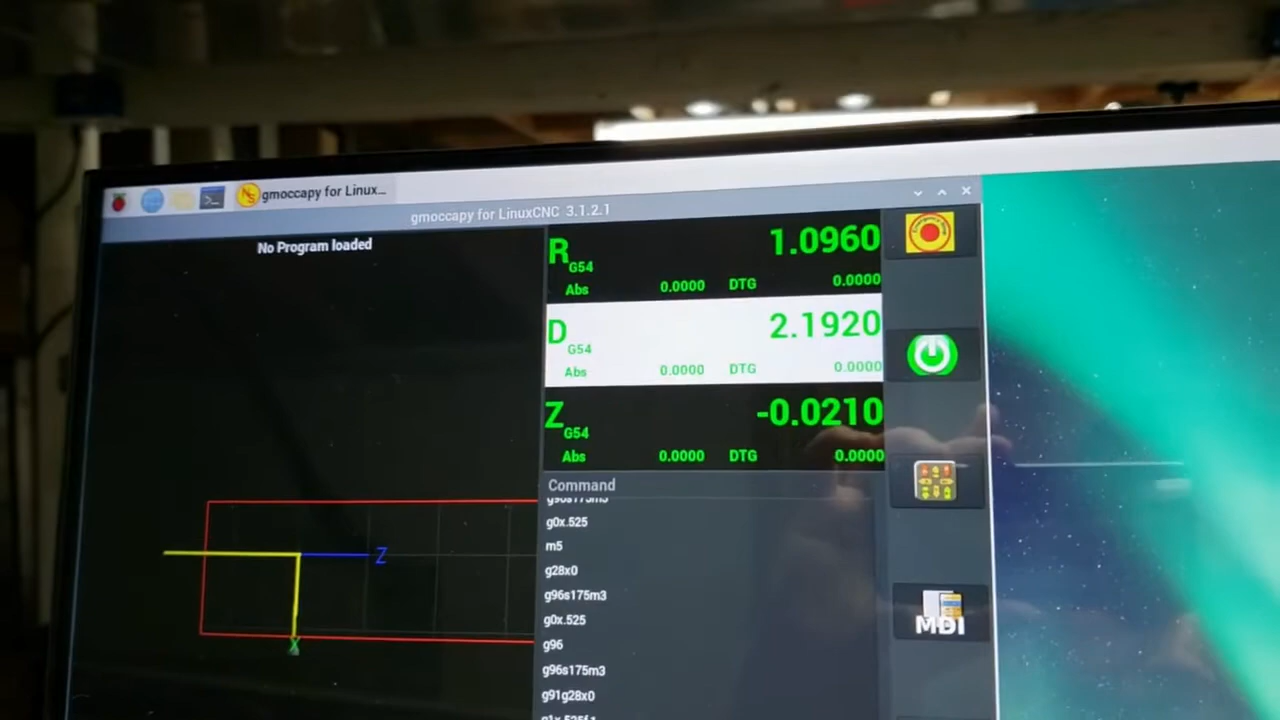 gmoccapy for Linux...
gmoccapy for LinuxCNC 3.1.2.1
No Program loaded
R G54 1.0960
Abs 0.0000 DTG 0.0000
D G54 2.1920
Abs 0.0000 DTG 0.0000
Z G54 -0.0210
Abs 0.0000 DTG 0.0000
Command
g96s175m3
g0x.525
m5
g28x0
g96s175m3
g0x.525
g96
g96s175m3
g91g28x0
Z
X
MDI